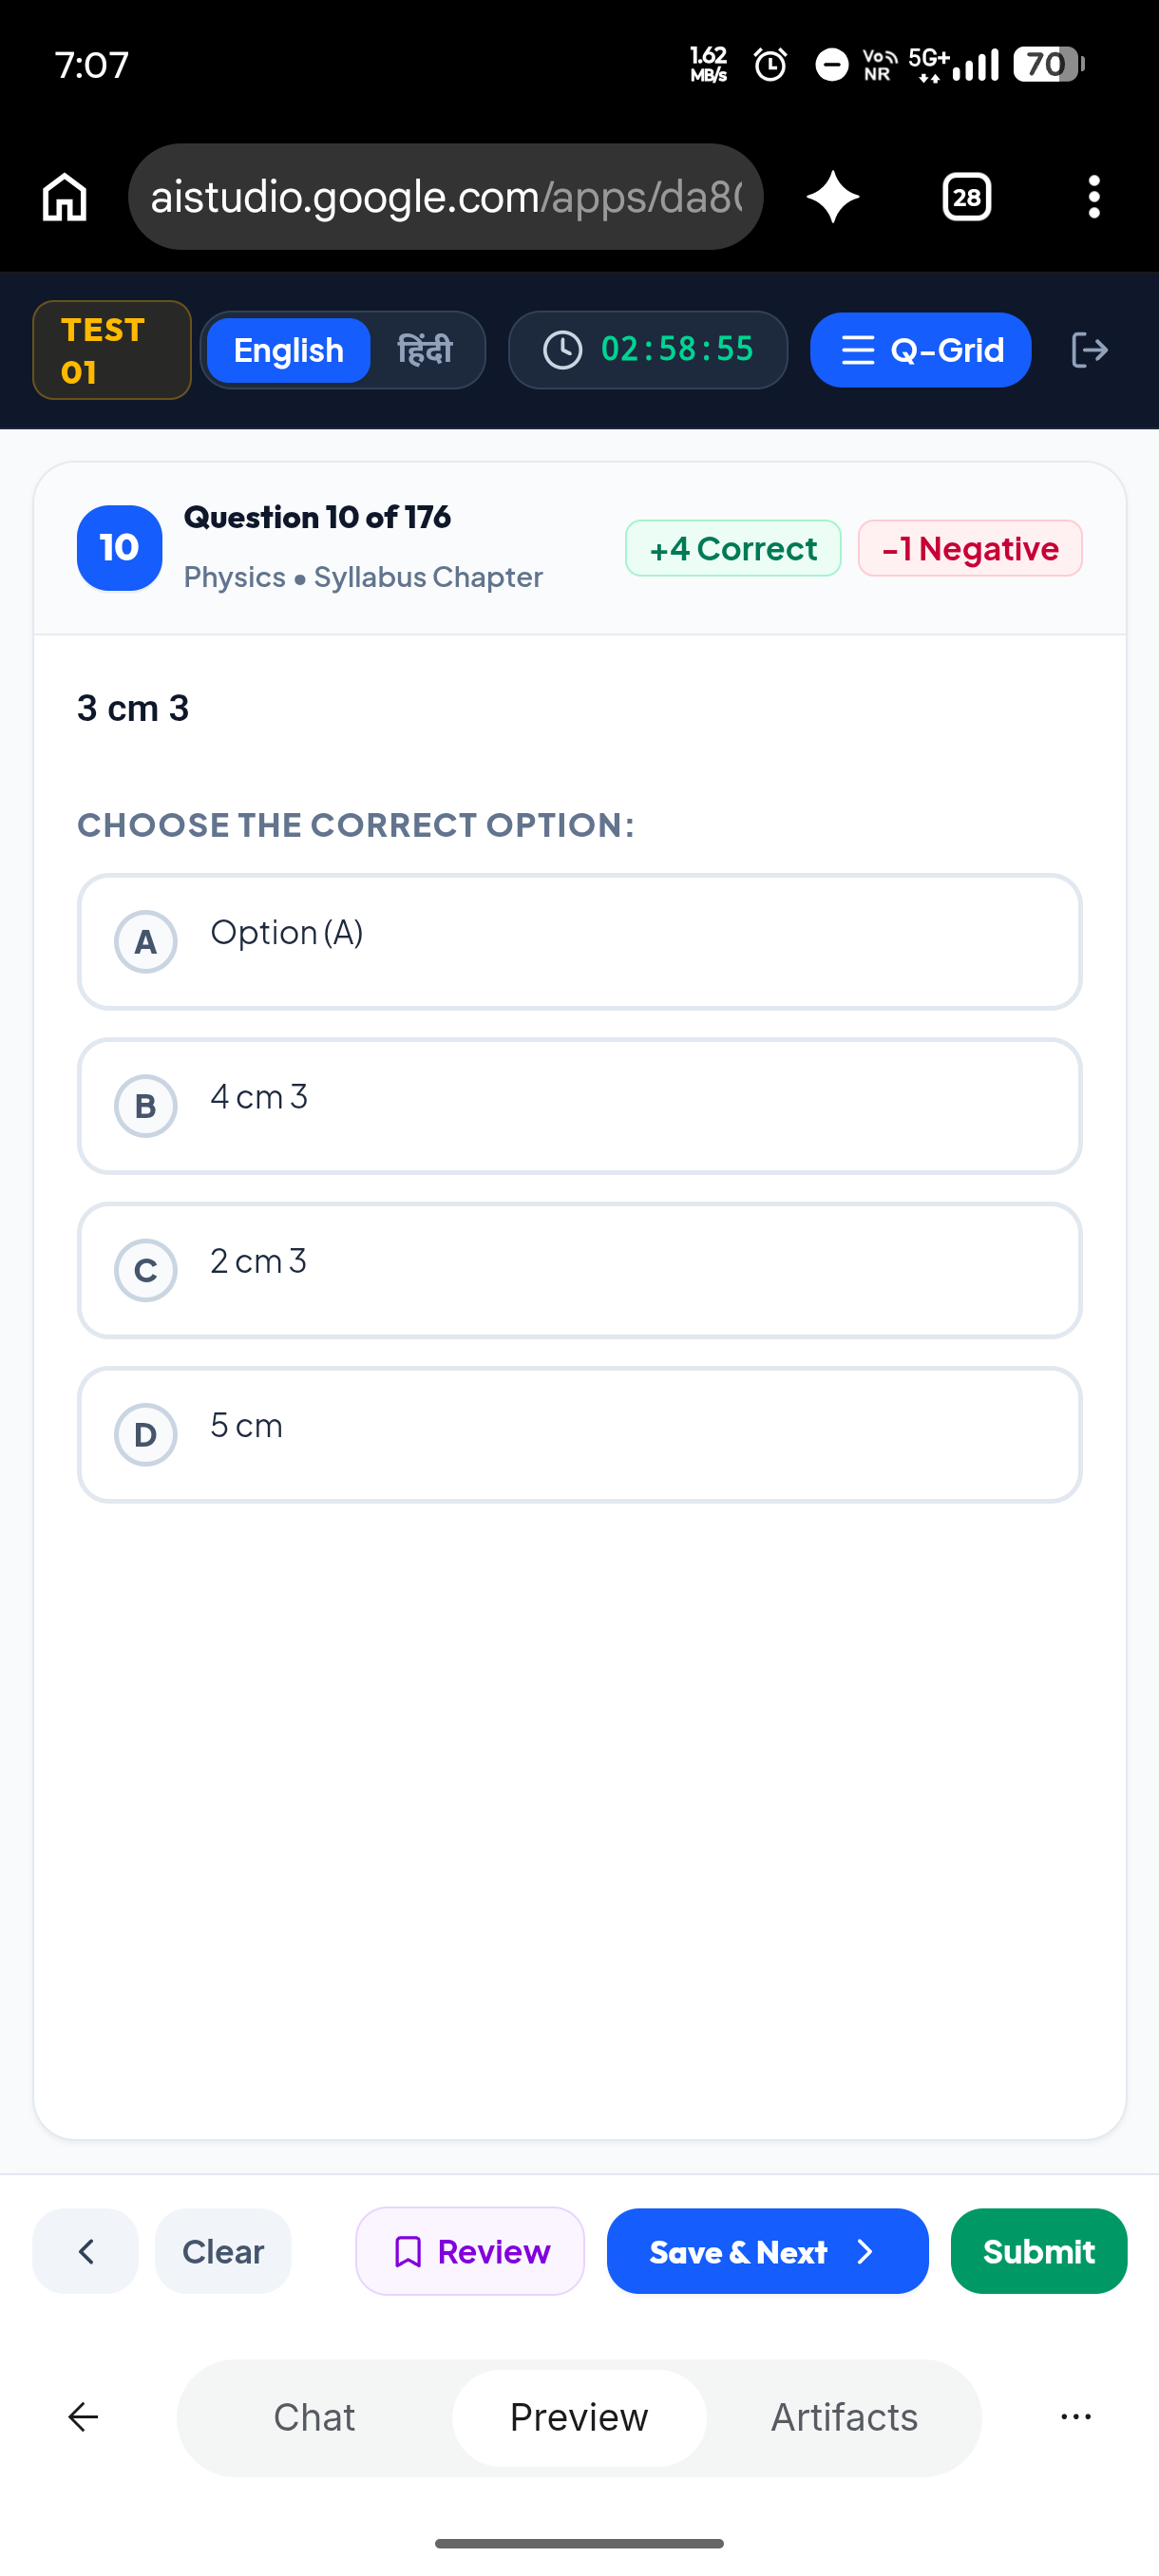 7:07
1.62
MB/s
Vo
NR
5G+
70
aistudio.google.com/apps/da8
28
TEST
01
English
हिंदी
02:58:55
Q-Grid
10
Question 10 of 176
Physics • Syllabus Chapter
+4 Correct
-1 Negative
3 cm 3
CHOOSE THE CORRECT OPTION:
A Option (A)
B 4 cm 3
C 2 cm 3
D 5 cm
Clear
Review
Save & Next
Submit
Chat
Preview
Artifacts